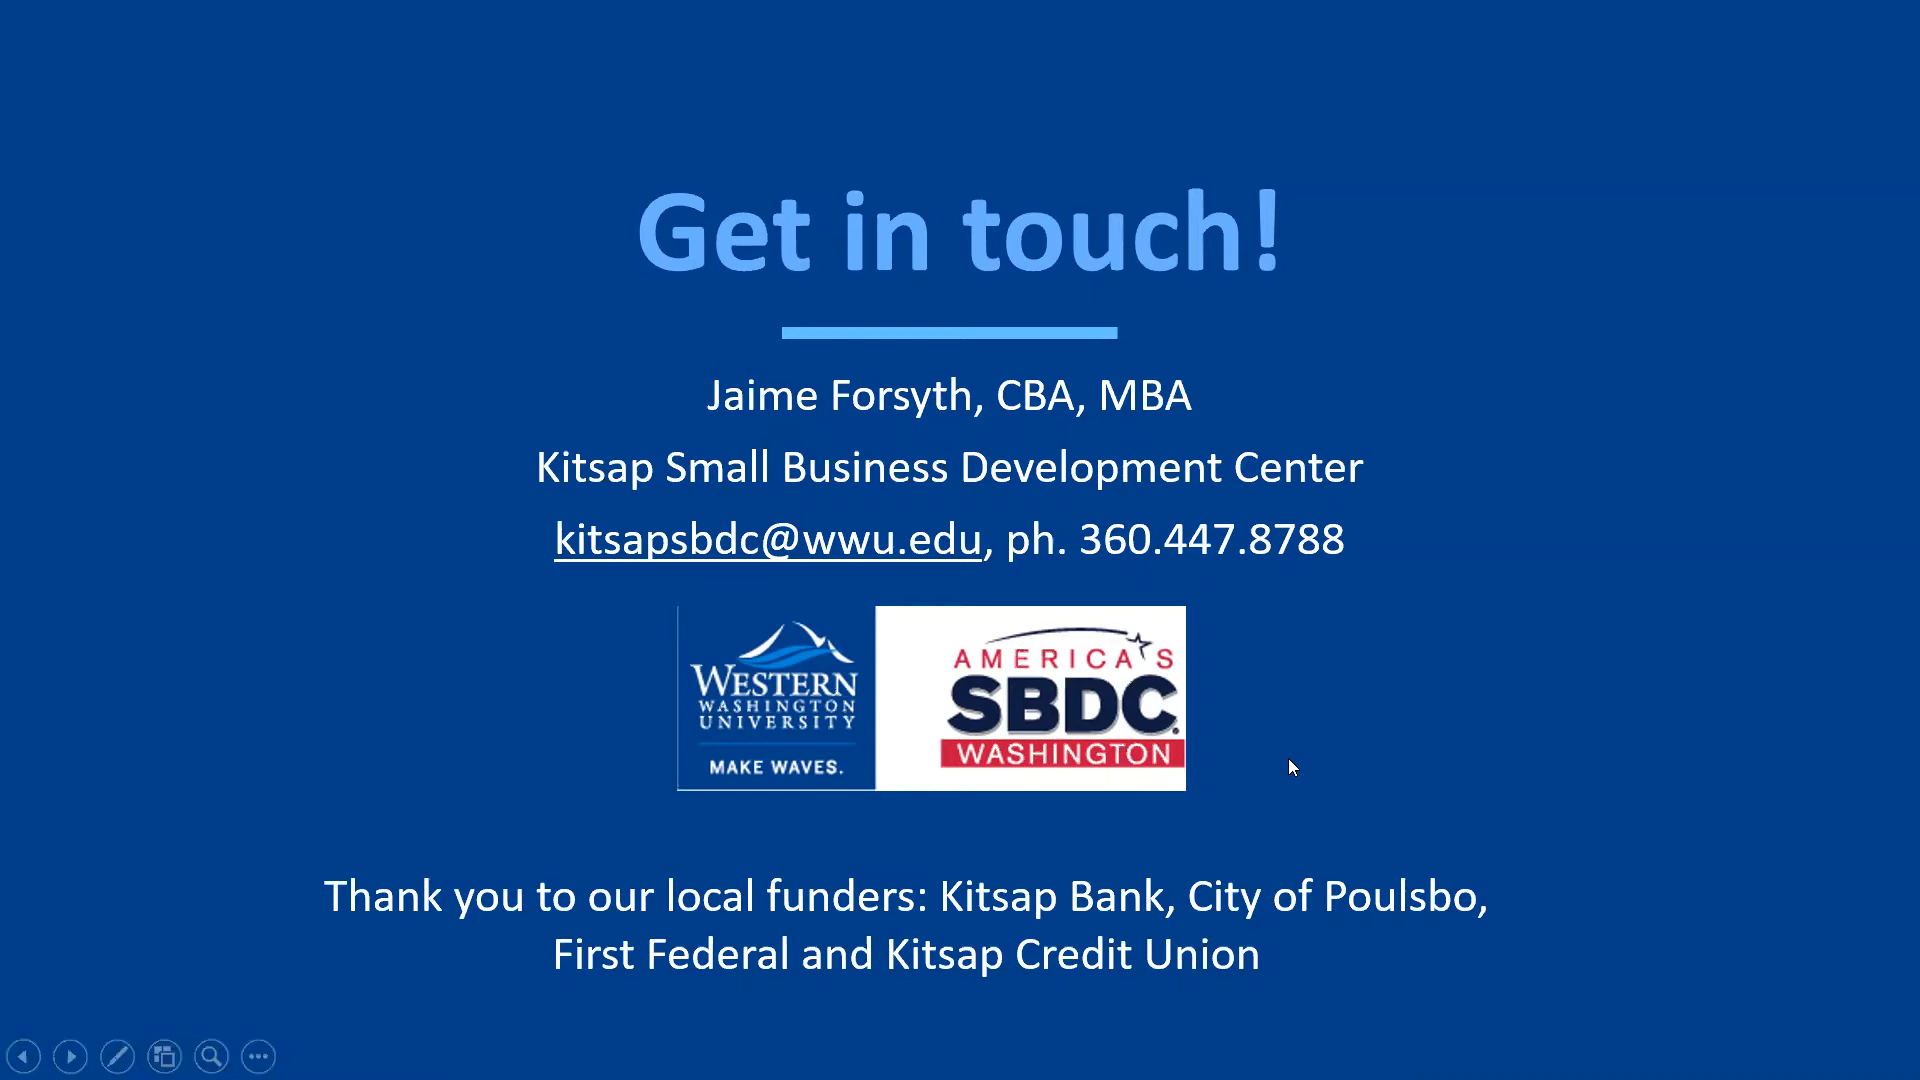 Get in touch!
Jaime Forsyth, CBA, MBA
Kitsap Small Business Development Center
kitsapsbdc@wwu.edu, ph. 360.447.8788
WESTERN
WASHINGTON
UNIVERSITY
MAKE WAVES.
AMERICA'S
SBDC
WASHINGTON
Thank you to our local funders: Kitsap Bank, City of Poulsbo,
First Federal and Kitsap Credit Union